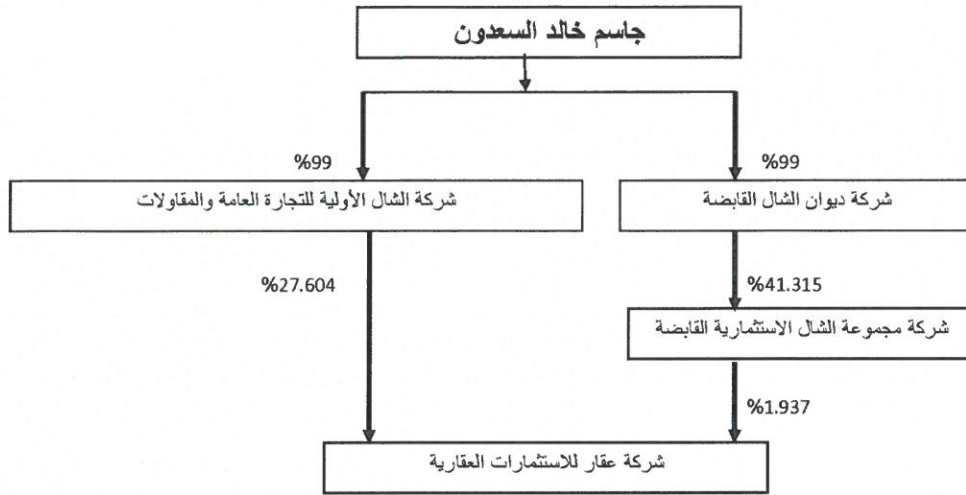 جاسم خالد السعدون
%99
%99
شركة ديوان الشال القابضة
شركة الشال الأولية للتجارة العامة والمقاولات
%41.315
%27.604
شركة مجموعة الشال الاستثمارية القابضة
%1.937
شركة عقار للاستثمارات العقارية